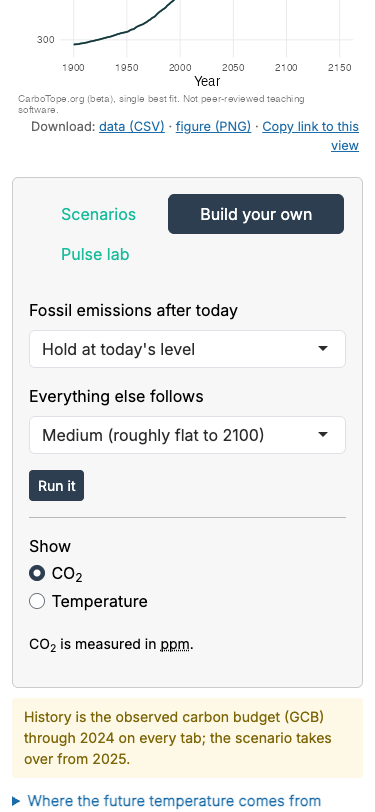 300
1900 1950 2000 2050 2100 2150
Year
CarboTope.org (beta), single best fit. Not peer-reviewed teaching
software.
Download: data (CSV) · figure (PNG) · Copy link to this
view
Scenarios
Build your own
Pulse lab
Fossil emissions after today
Hold at today's level
Everything else follows
Medium (roughly flat to 2100)
Run it
Show
CO₂
Temperature
CO₂ is measured in ppm.
History is the observed carbon budget (GCB)
through 2024 on every tab; the scenario takes
over from 2025.
Where the future temperature comes from